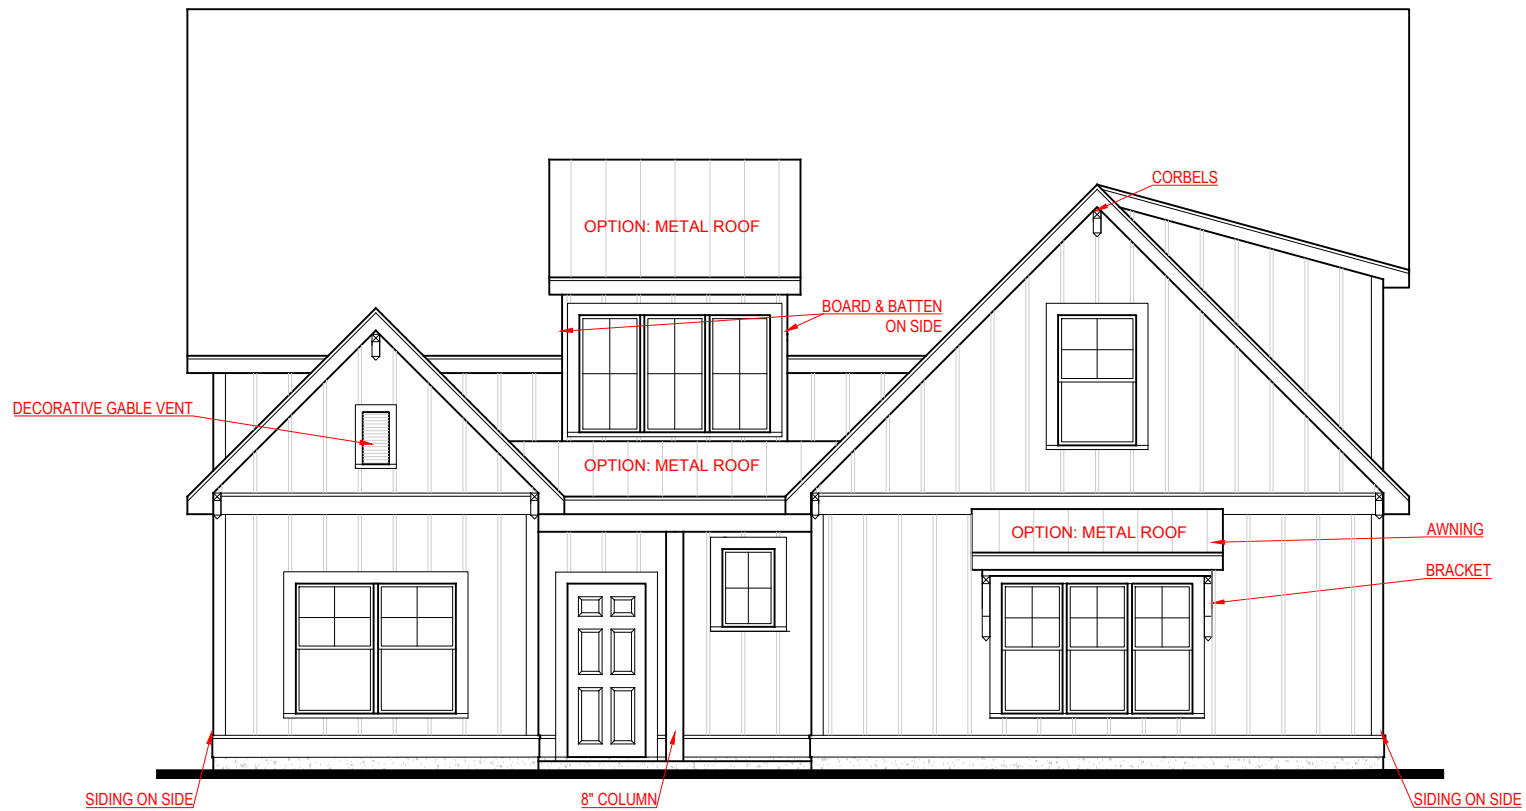 CORBELS
OPTION: METAL ROOF
BOARD & BATTEN
ON SIDE
DECORATIVE GABLE VENT
OPTION: METAL ROOF
OPTION: METAL ROOF
AWNING
BRACKET
SIDING ON SIDE
8" COLUMN
SIDING ON SIDE